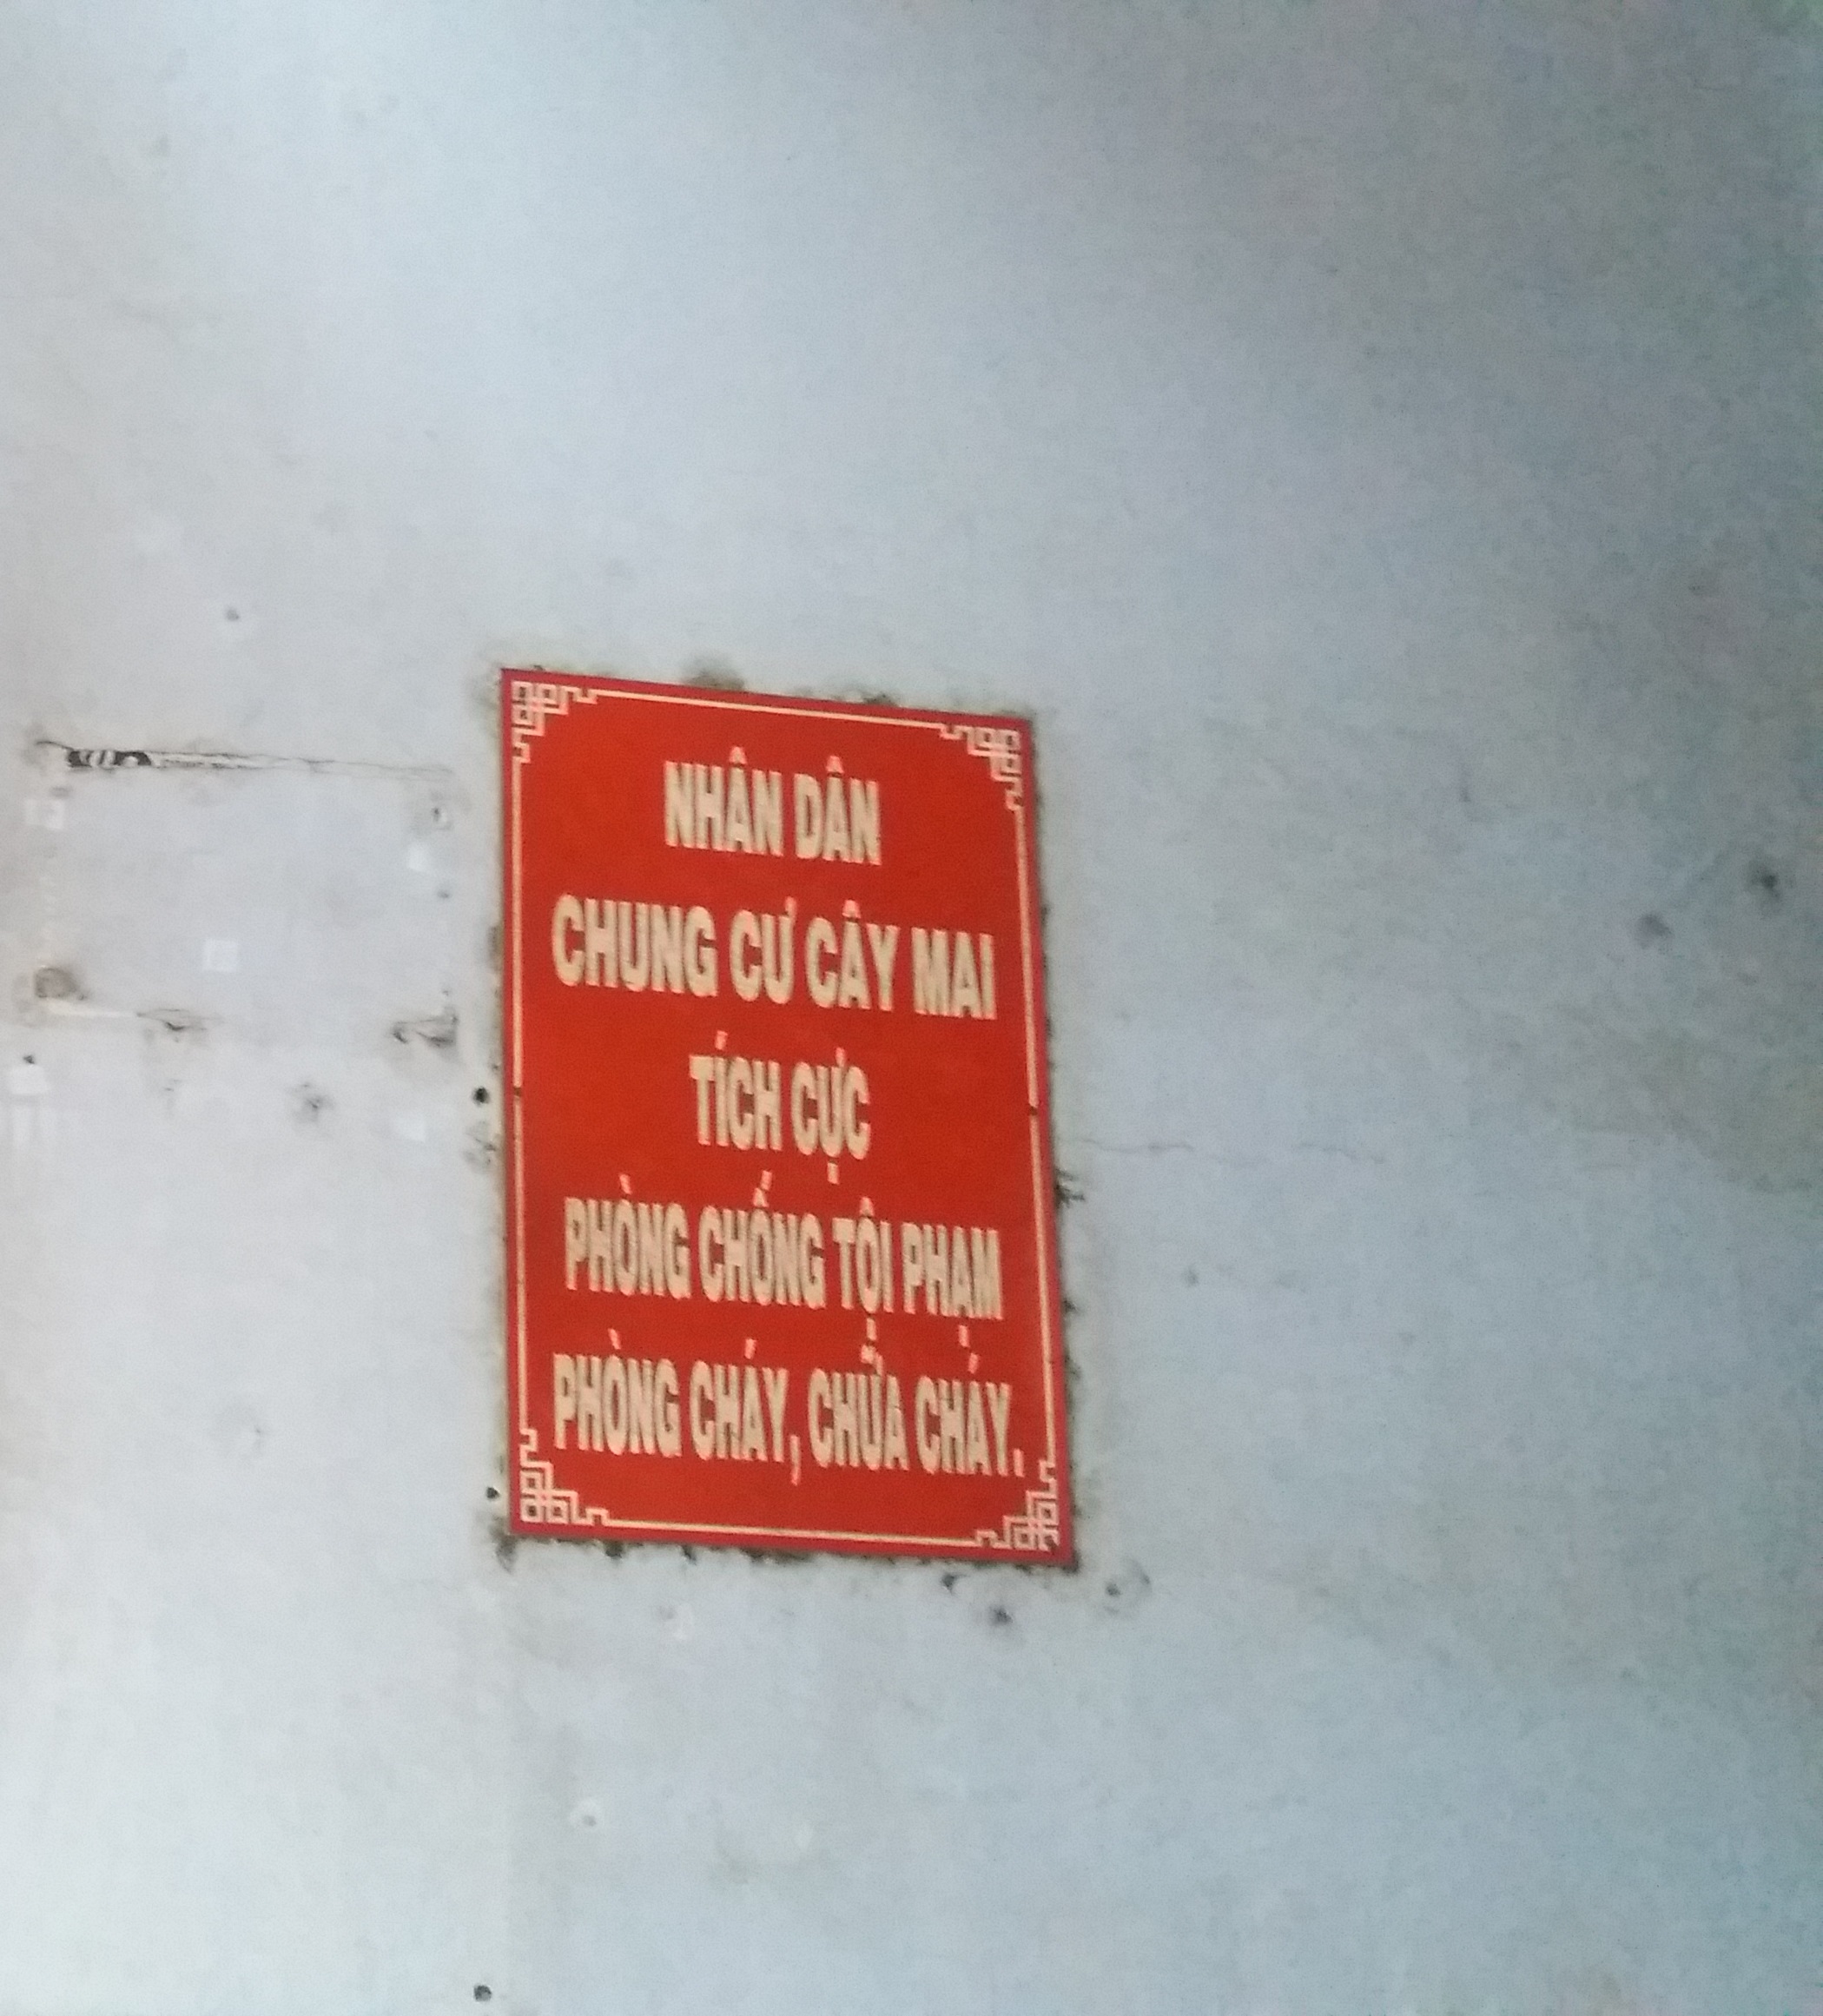 NHÂN DÂN
CHUNG CƯ CÂY MAI
TÍCH CỰC
PHÒNG CHỐNG TỘI PHẠM
PHÒNG CHÁY, CHỮA CHÁY.